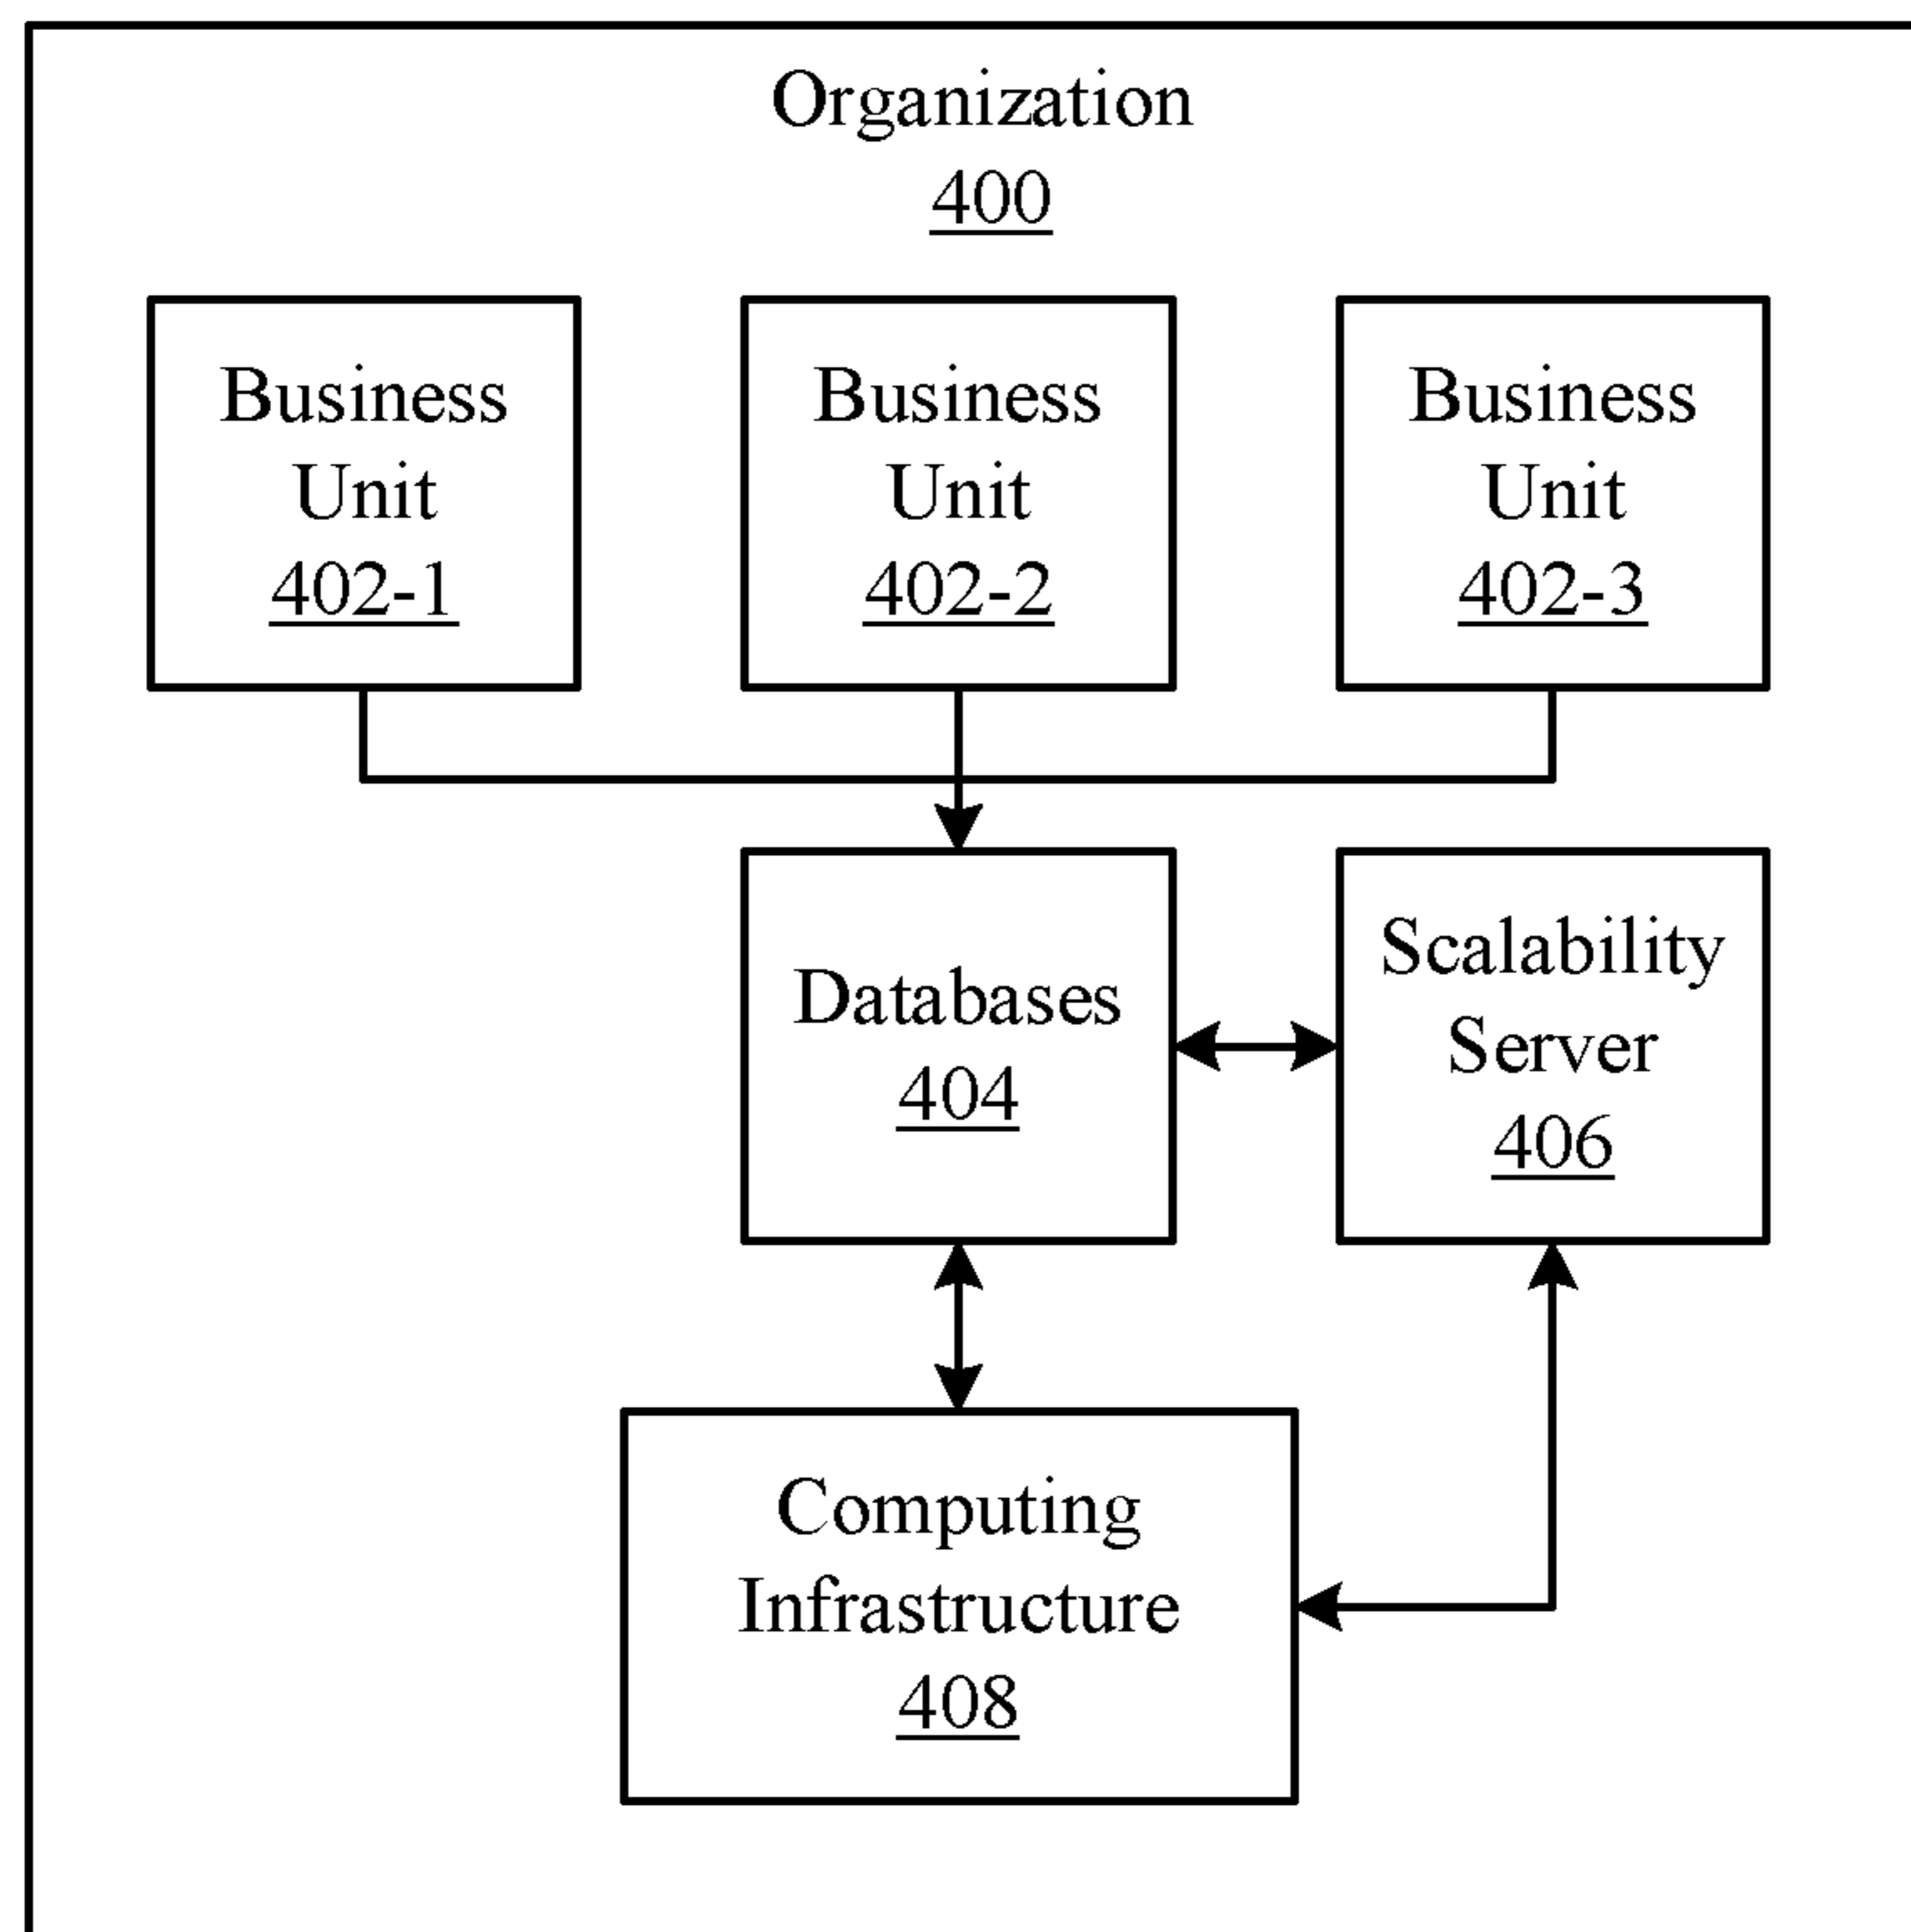 Organization
400
Business
Unit
402-1
Business
Unit
402-2
Business
Unit
402-3
Databases
404
Scalability
Server
406
Computing
Infrastructure
408